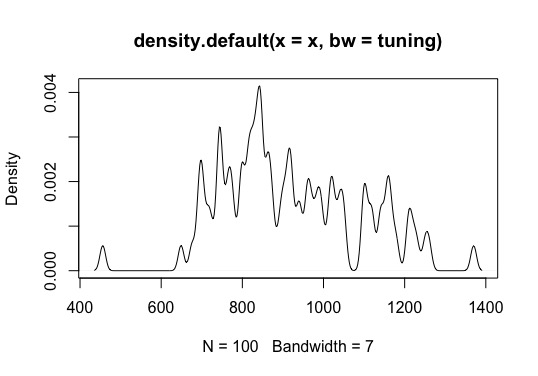 density.default(x = x, bw = tuning)
Density
0.004
0.002
0.000
400 600 800 1000 1200 1400
N = 100 Bandwidth = 7